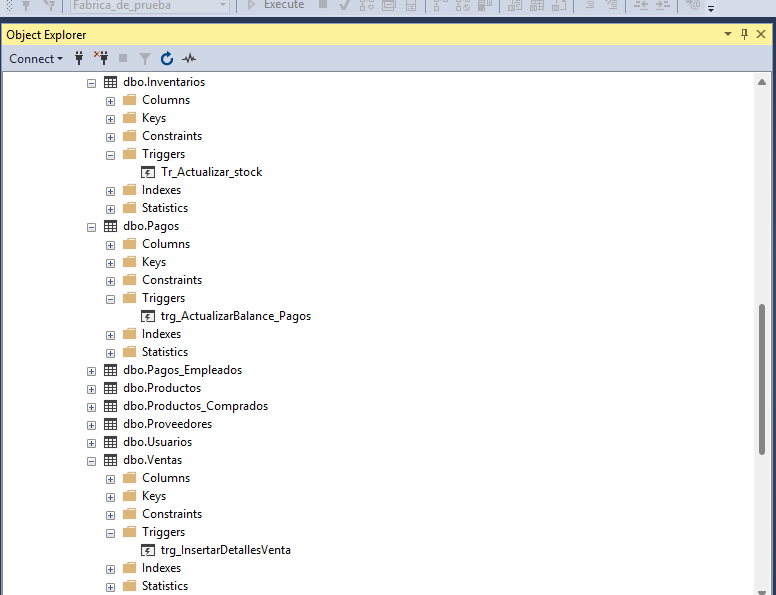 Fabrica_de_prueba
Execute
Object Explorer
Connect
dbo.Inventarios
Columns
Keys
Constraints
Triggers
Tr_Actualizar_stock
Indexes
Statistics
dbo.Pagos
Columns
Keys
Constraints
Triggers
trg_ActualizarBalance_Pagos
Indexes
Statistics
dbo.Pagos_Empleados
dbo.Productos
dbo.Productos_Comprados
dbo.Proveedores
dbo.Usuarios
dbo.Ventas
Columns
Keys
Constraints
Triggers
trg_InsertarDetallesVenta
Indexes
Statistics